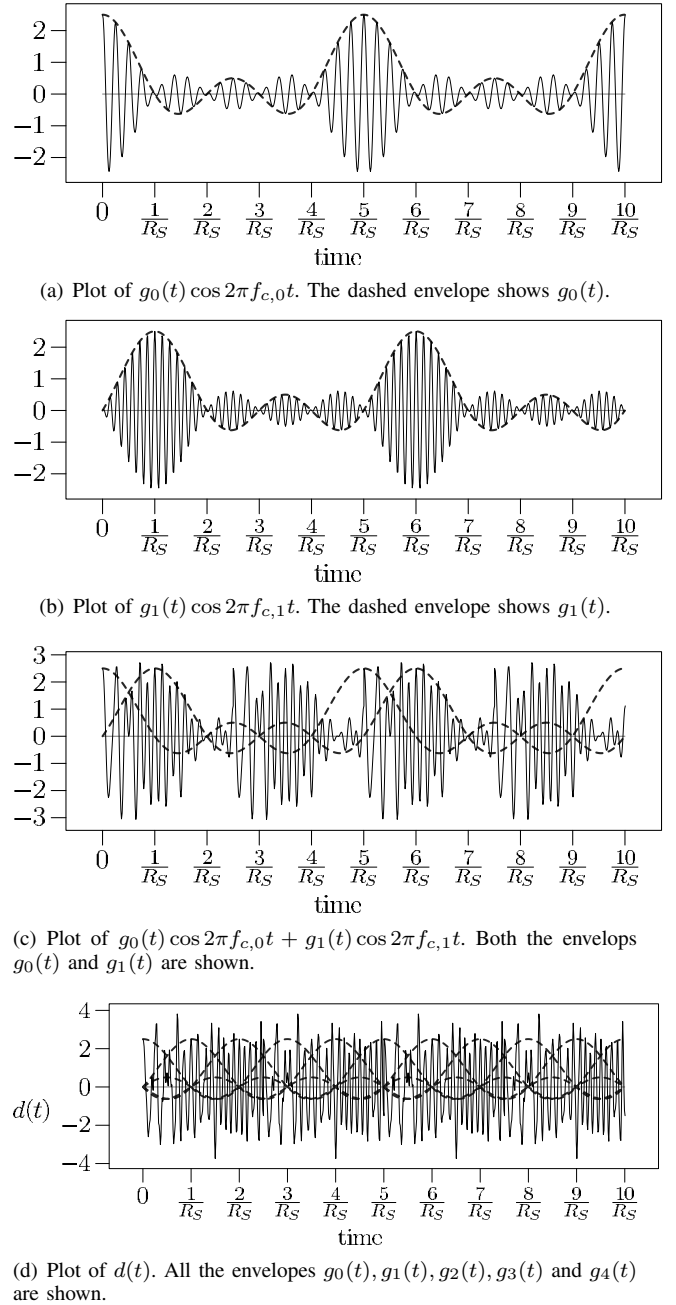 2
1
0
−1
−2
0 1/R_S 2/R_S 3/R_S 4/R_S 5/R_S 6/R_S 7/R_S 8/R_S 9/R_S 10/R_S
time
(a) Plot of g_0(t) cos 2πf_{c,0}t. The dashed envelope shows g_0(t).
2
1
0
−1
−2
0 1/R_S 2/R_S 3/R_S 4/R_S 5/R_S 6/R_S 7/R_S 8/R_S 9/R_S 10/R_S
time
(b) Plot of g_1(t) cos 2πf_{c,1}t. The dashed envelope shows g_1(t).
3
2
1
0
−1
−2
−3
0 1/R_S 2/R_S 3/R_S 4/R_S 5/R_S 6/R_S 7/R_S 8/R_S 9/R_S 10/R_S
time
(c) Plot of g_0(t) cos 2πf_{c,0}t + g_1(t) cos 2πf_{c,1}t. Both the envelops
g_0(t) and g_1(t) are shown.
4
2
0
d(t)
−2
−4
0 1/R_S 2/R_S 3/R_S 4/R_S 5/R_S 6/R_S 7/R_S 8/R_S 9/R_S 10/R_S
time
(d) Plot of d(t). All the envelopes g_0(t), g_1(t), g_2(t), g_3(t) and g_4(t)
are shown.